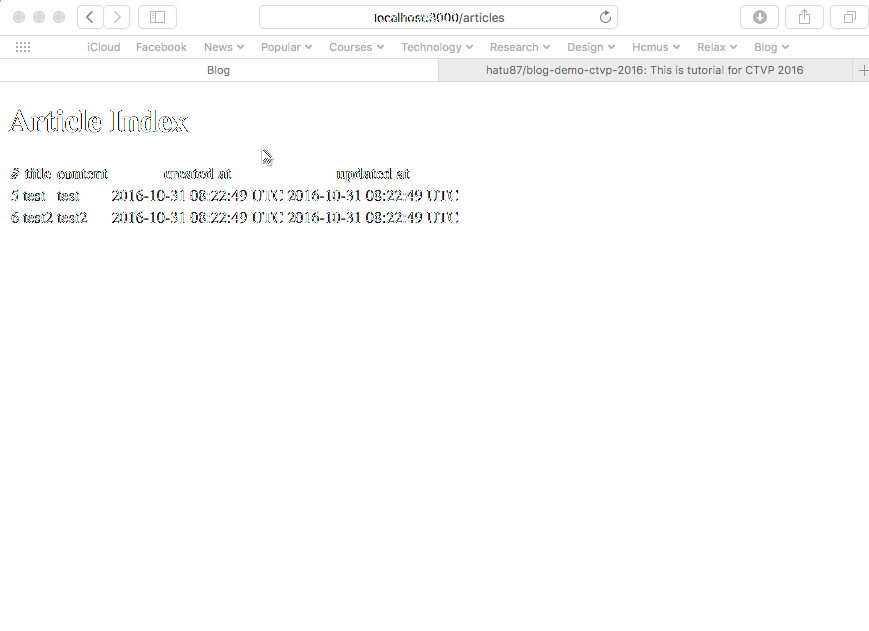 localhost:3000/articles
iCloud Facebook News Popular Courses Technology Research Design Hcmus Relax Blog
Blog hatu87/blog-demo-ctvp-2016: This is tutorial for CTVP 2016
Article Index
# title content created at updated at
5 test test 2016-10-31 08:22:49 UTC 2016-10-31 08:22:49 UTC
6 test2 test2 2016-10-31 08:22:49 UTC 2016-10-31 08:22:49 UTC